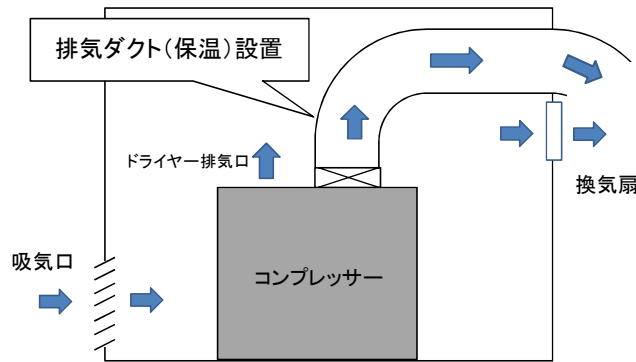 排気ダクト(保温)設置
ドライヤー排気口
換気扇
吸気口
コンプレッサー